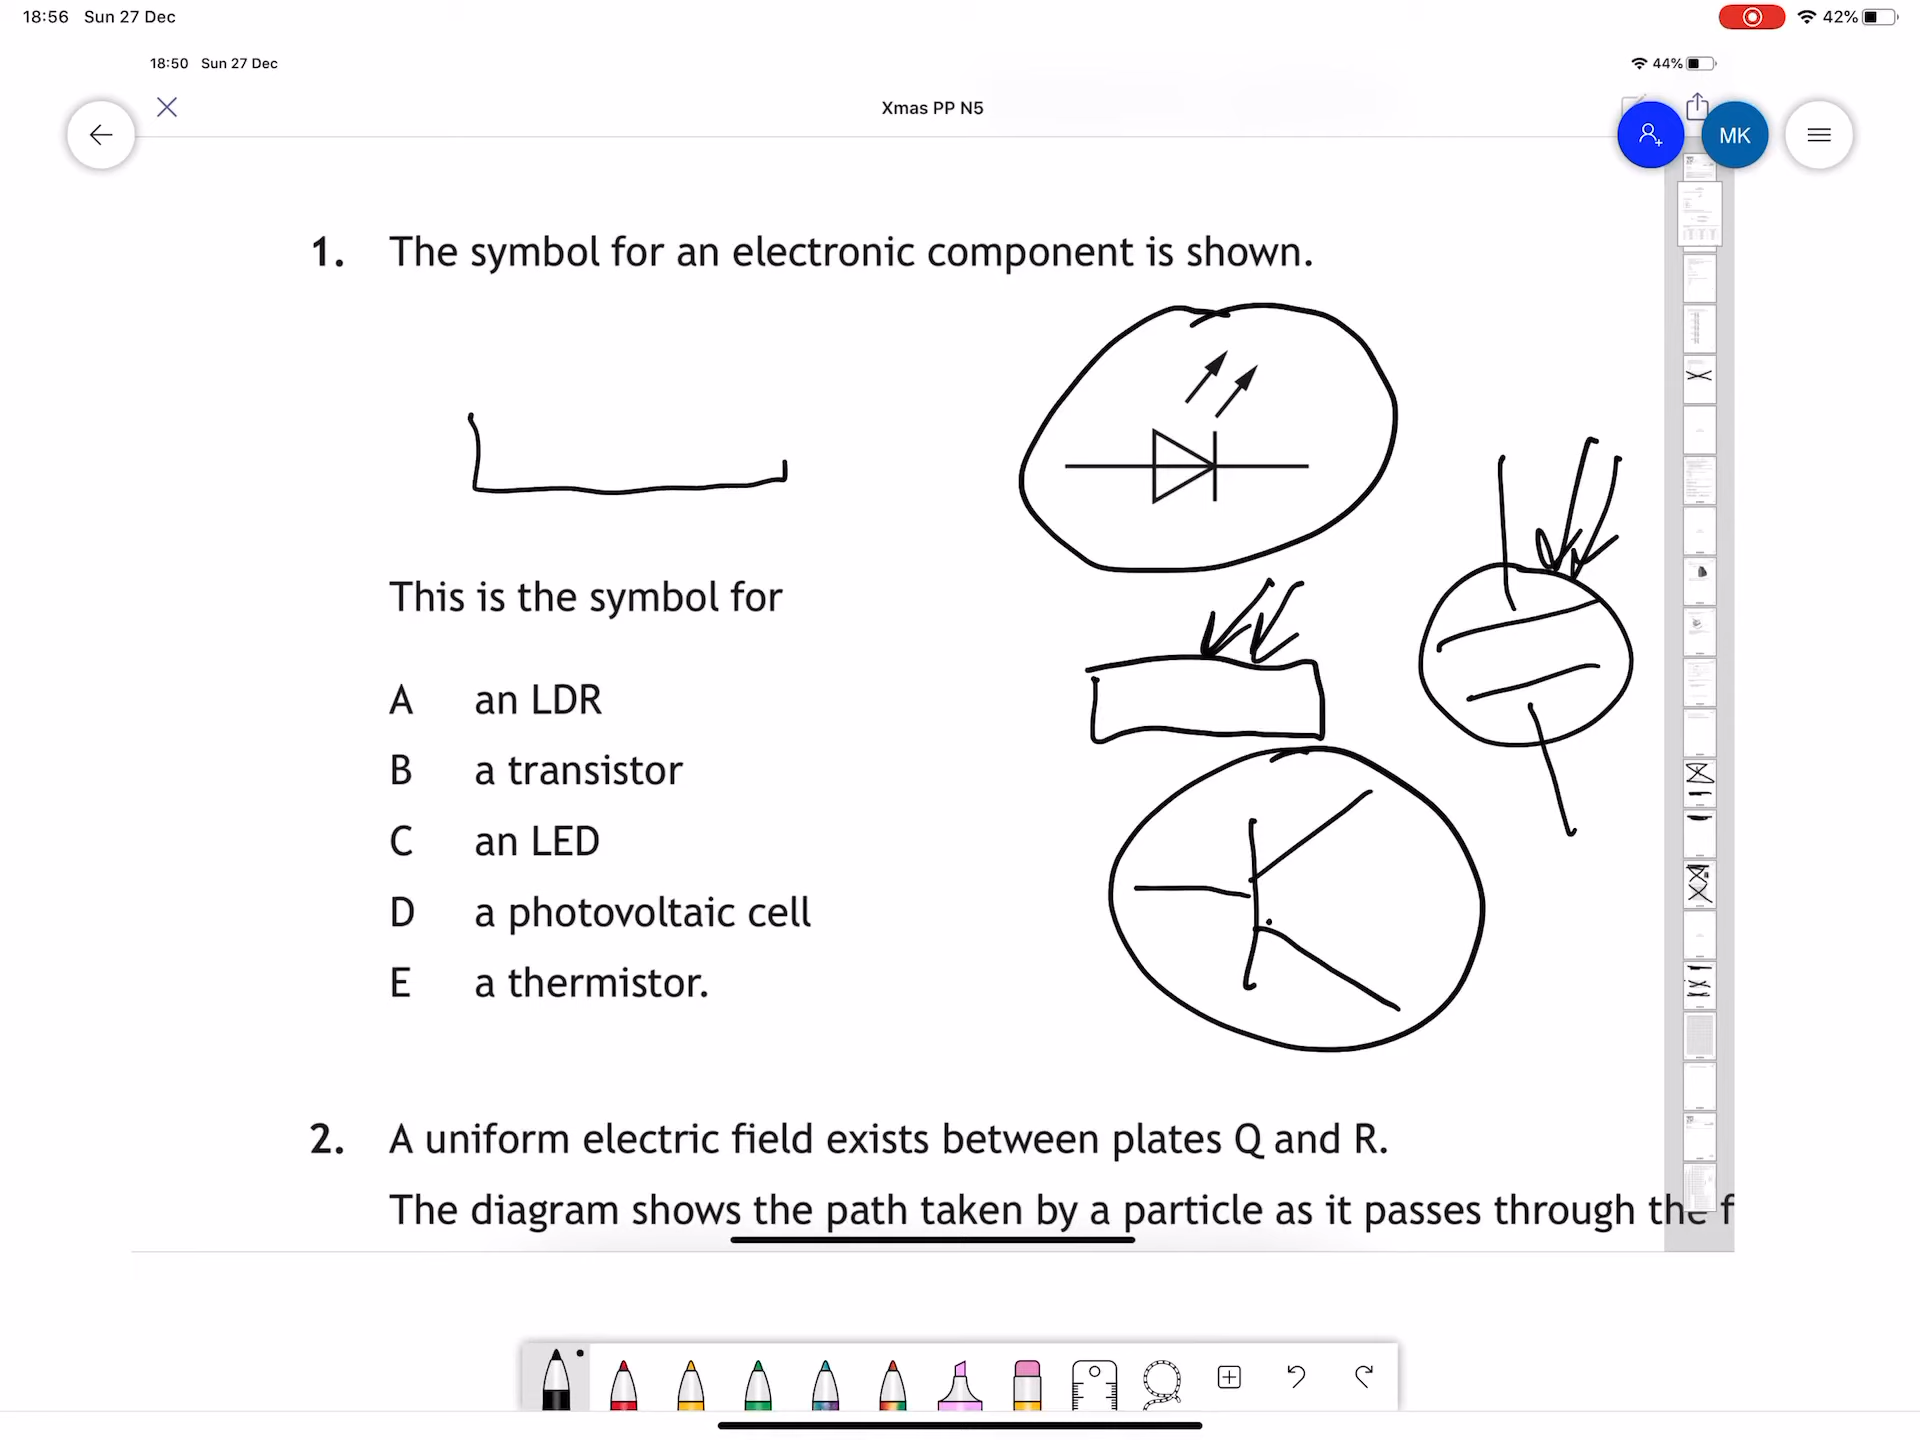 18:56 Sun 27 Dec
42%
18:50 Sun 27 Dec
44%
Xmas PP N5
MK
1. The symbol for an electronic component is shown.
This is the symbol for
A an LDR
B a transistor
C an LED
D a photovoltaic cell
E a thermistor.
2. A uniform electric field exists between plates Q and R.
The diagram shows the path taken by a particle as it passes through the f